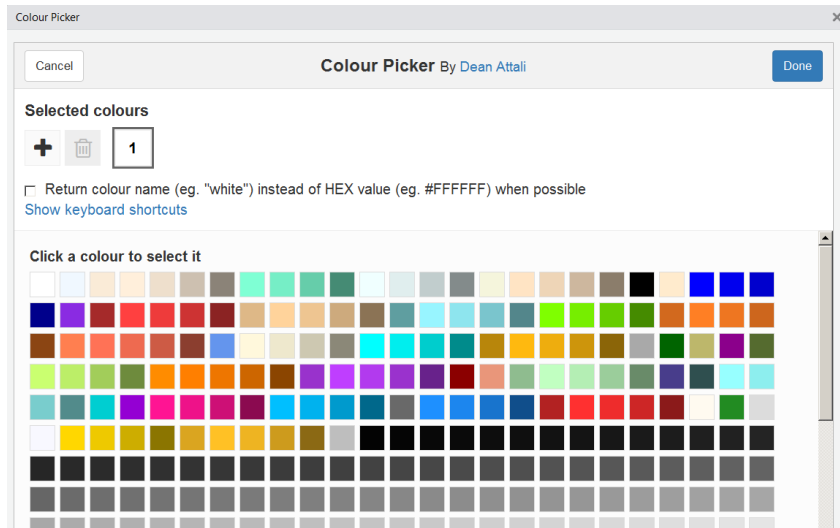 Colour Picker
Cancel
Colour Picker By Dean Attali
Done
Selected colours
1
Return colour name (eg. "white") instead of HEX value (eg. #FFFFFF) when possible
Show keyboard shortcuts
Click a colour to select it